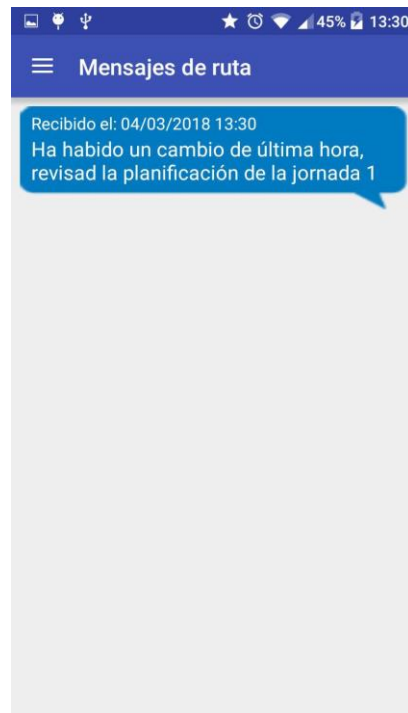 45% 13:30
Mensajes de ruta
Recibido el: 04/03/2018 13:30
Ha habido un cambio de última hora,
revisad la planificación de la jornada 1